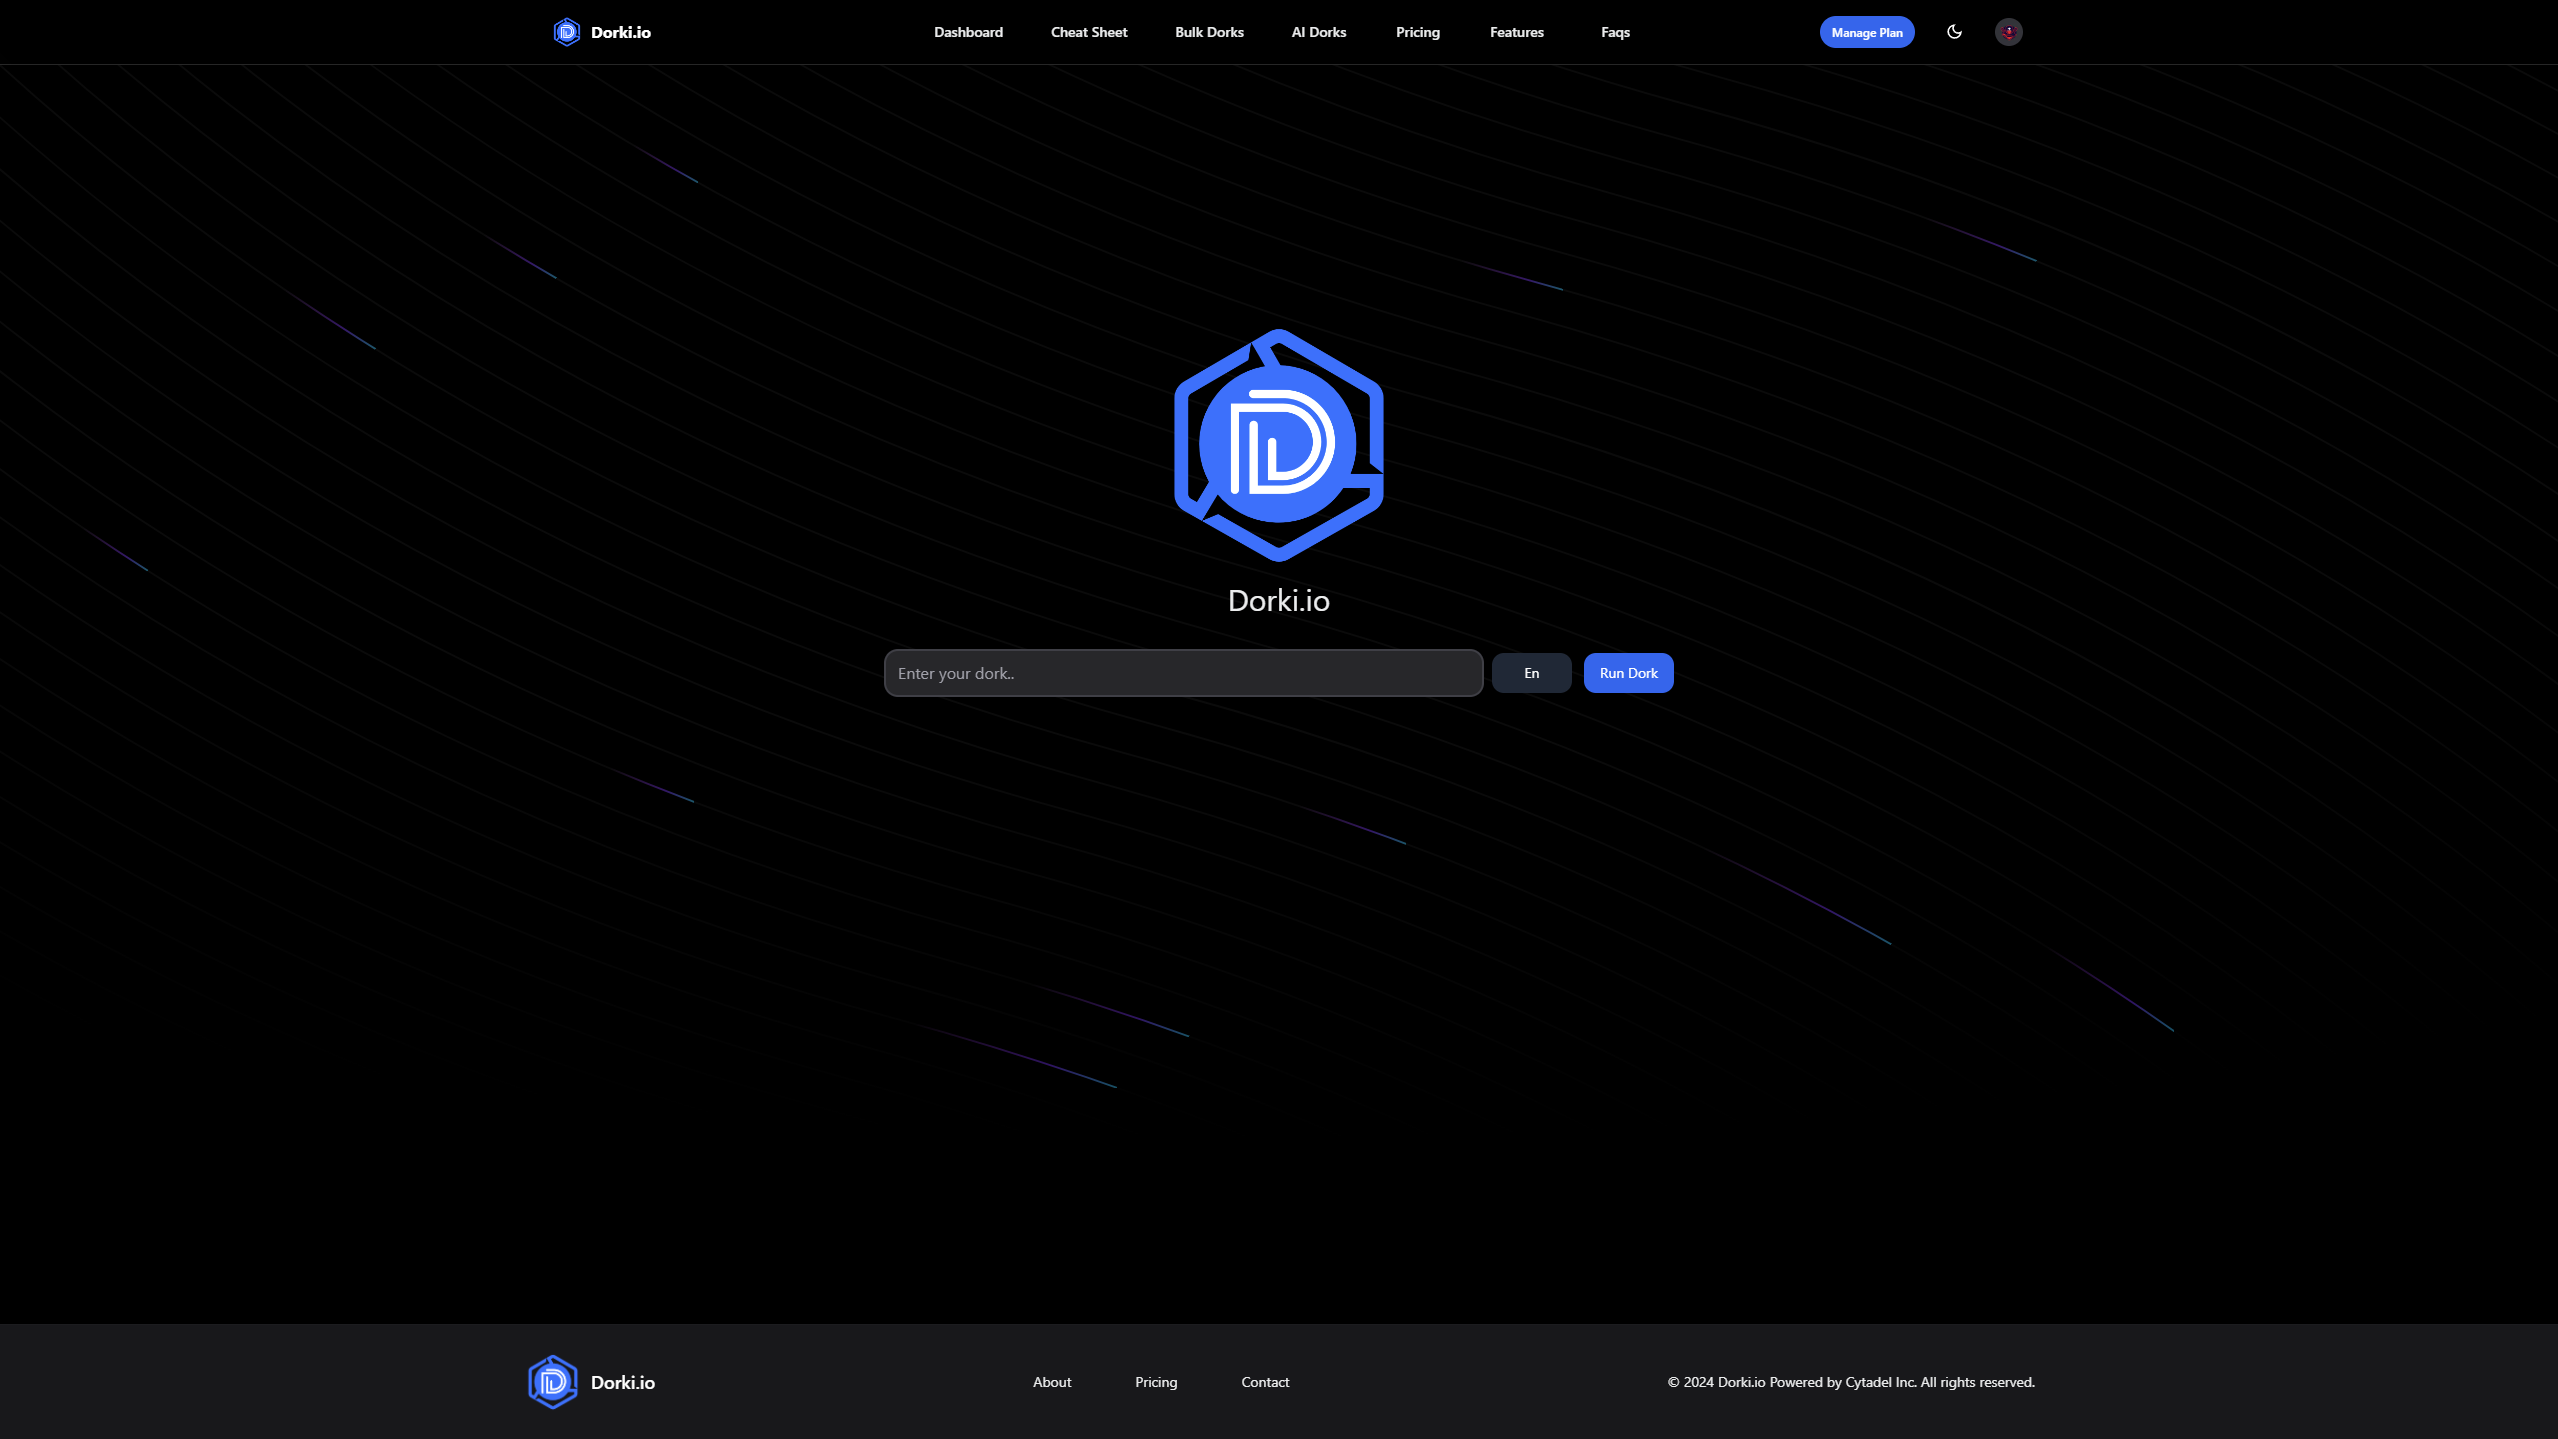 Dorki.io
Dashboard
Cheat Sheet
Bulk Dorks
AI Dorks
Pricing
Features
Faqs
Manage Plan
Dorki.io
Enter your dork..
En
Run Dork
Dorki.io
About
Pricing
Contact
© 2024 Dorki.io Powered by Cytadel Inc. All rights reserved.